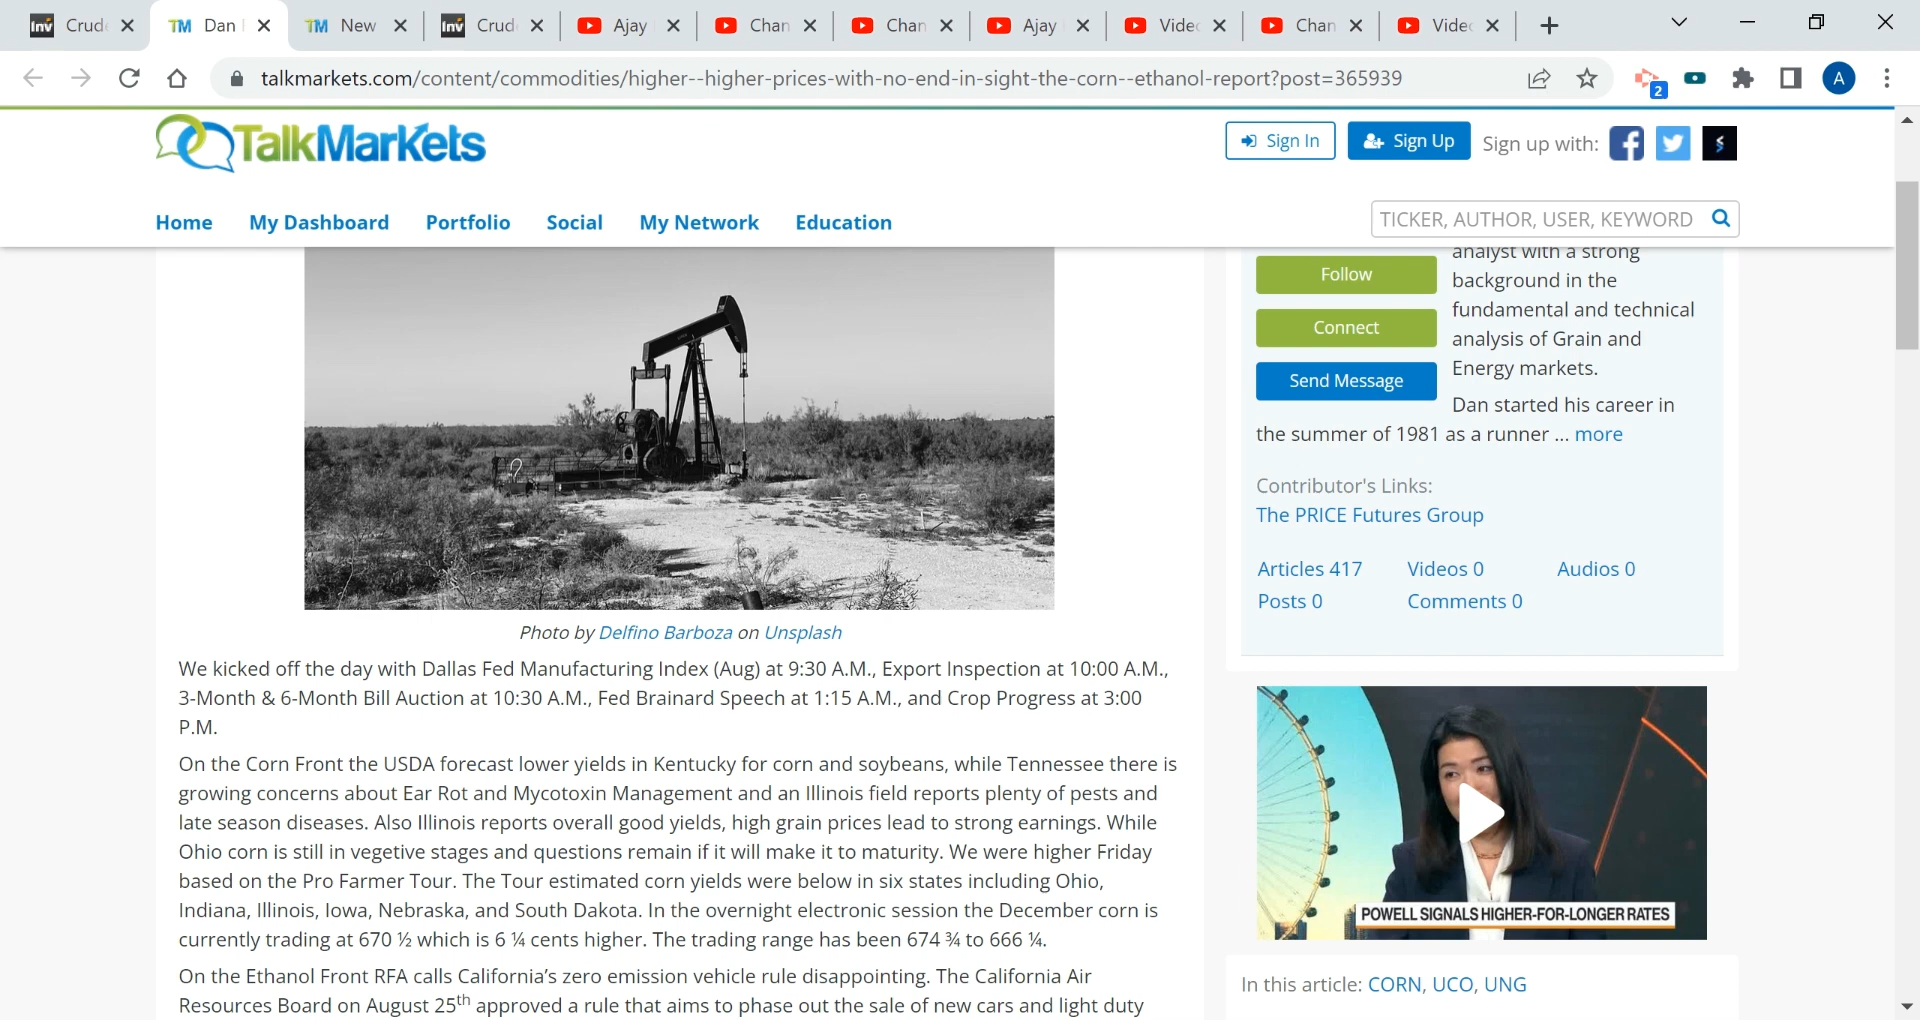 Crud
Dan
New
Crud
Ajay
Chan
Chan
Ajay
Vide
Chan
Vide
talkmarkets.com/content/commodities/higher--higher-prices-with-no-end-in-sight-the-corn--ethanol-report?post=365939
2
A
TalkMarkets
Sign In
Sign Up
Sign up with:
Home My Dashboard Portfolio Social My Network Education
TICKER, AUTHOR, USER, KEYWORD
Photo by Delfino Barboza on Unsplash
We kicked off the day with Dallas Fed Manufacturing Index (Aug) at 9:30 A.M., Export Inspection at 10:00 A.M.,
3-Month & 6-Month Bill Auction at 10:30 A.M., Fed Brainard Speech at 1:15 A.M., and Crop Progress at 3:00
P.M.
On the Corn Front the USDA forecast lower yields in Kentucky for corn and soybeans, while Tennessee there is
growing concerns about Ear Rot and Mycotoxin Management and an Illinois field reports plenty of pests and
late season diseases. Also Illinois reports overall good yields, high grain prices lead to strong earnings. While
Ohio corn is still in vegetive stages and questions remain if it will make it to maturity. We were higher Friday
based on the Pro Farmer Tour. The Tour estimated corn yields were below in six states including Ohio,
Indiana, Illinois, Iowa, Nebraska, and South Dakota. In the overnight electronic session the December corn is
currently trading at 670 ½ which is 6 ¼ cents higher. The trading range has been 674 ¾ to 666 ¼.
On the Ethanol Front RFA calls California’s zero emission vehicle rule disappointing. The California Air
Resources Board on August 25th approved a rule that aims to phase out the sale of new cars and light duty
analyst with a strong
background in the
fundamental and technical
analysis of Grain and
Energy markets.
Follow
Connect
Send Message
Dan started his career in
the summer of 1981 as a runner ... more
Contributor's Links:
The PRICE Futures Group
Articles 417 Videos 0 Audios 0
Posts 0 Comments 0
POWELL SIGNALS HIGHER-FOR-LONGER RATES
In this article: CORN, UCO, UNG